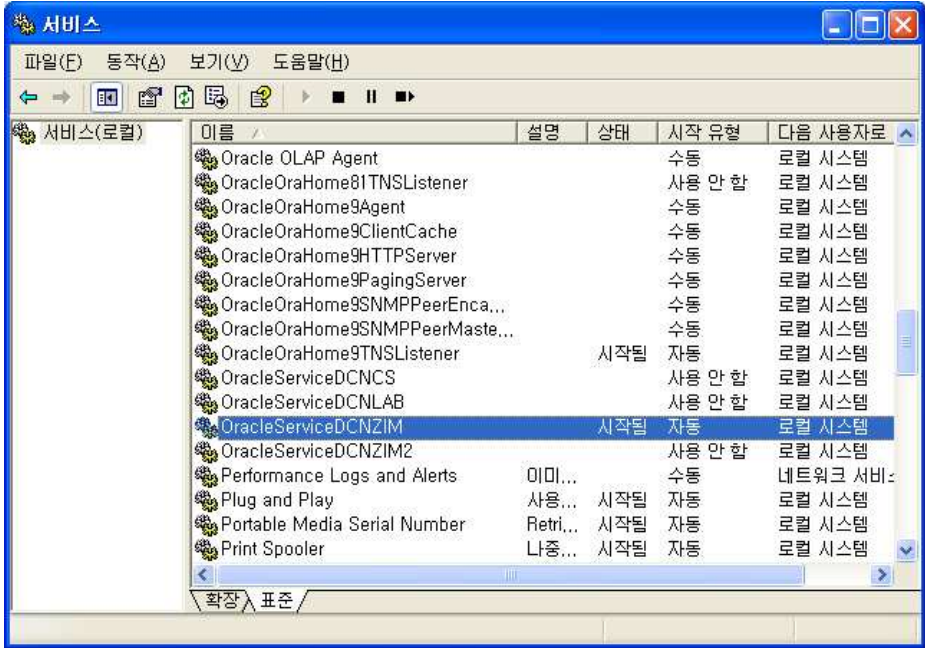 서비스
파일(F) 동작(A) 보기(V) 도움말(H)
서비스(로컬)
이름 설명 상태 시작 유형 다음 사용자로
Oracle OLAP Agent 수동 로컬 시스템
OracleOraHome81TNSListener 사용 안 함 로컬 시스템
OracleOraHome9Agent 수동 로컬 시스템
OracleOraHome9ClientCache 수동 로컬 시스템
OracleOraHome9HTTPServer 수동 로컬 시스템
OracleOraHome9PagingServer 수동 로컬 시스템
OracleOraHome9SNMPPeerEnca... 수동 로컬 시스템
OracleOraHome9SNMPPeerMaste... 수동 로컬 시스템
OracleOraHome9TNSListener 시작됨 자동 로컬 시스템
OracleServiceDCNCS 사용 안 함 로컬 시스템
OracleServiceDCNLAB 사용 안 함 로컬 시스템
OracleServiceDCNZIM 시작됨 자동 로컬 시스템
OracleServiceDCNZIM2 사용 안 함 로컬 시스템
Performance Logs and Alerts 이미... 수동 네트워크 서비
Plug and Play 사용... 시작됨 자동 로컬 시스템
Portable Media Serial Number Retri... 시작됨 자동 로컬 시스템
Print Spooler 나중... 시작됨 자동 로컬 시스템
확장 표준